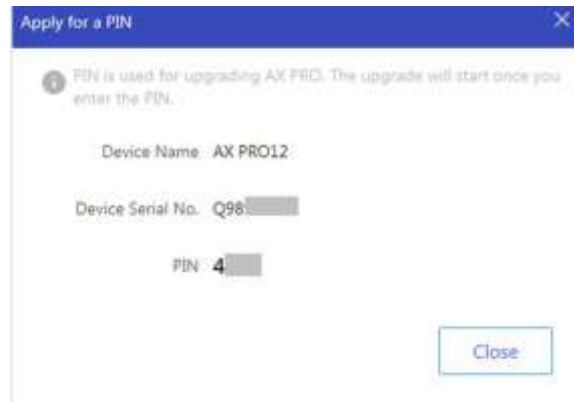 Apply for a PIN
PIN is used for upgrading AX PRO. The upgrade will start once you
enter the PIN.
Device Name AX PRO12
Device Serial No. Q98
PIN 4
Close